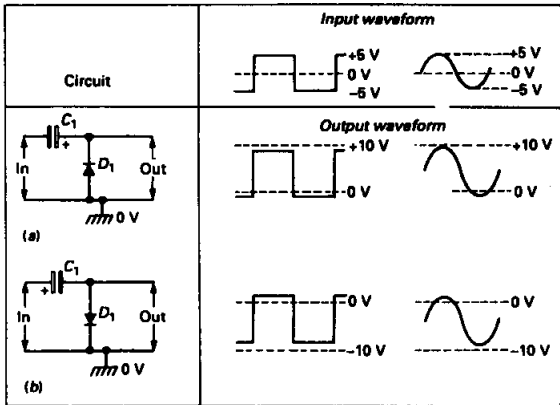 Input waveform
Circuit
+5 V
0 V
−5 V
+5 V
0 V
−5 V
Output waveform
C1
+
In
D1
Out
0 V
(a)
+10 V
0 V
+10 V
0 V
C1
+
In
D1
Out
0 V
(b)
0 V
−10 V
0 V
−10 V